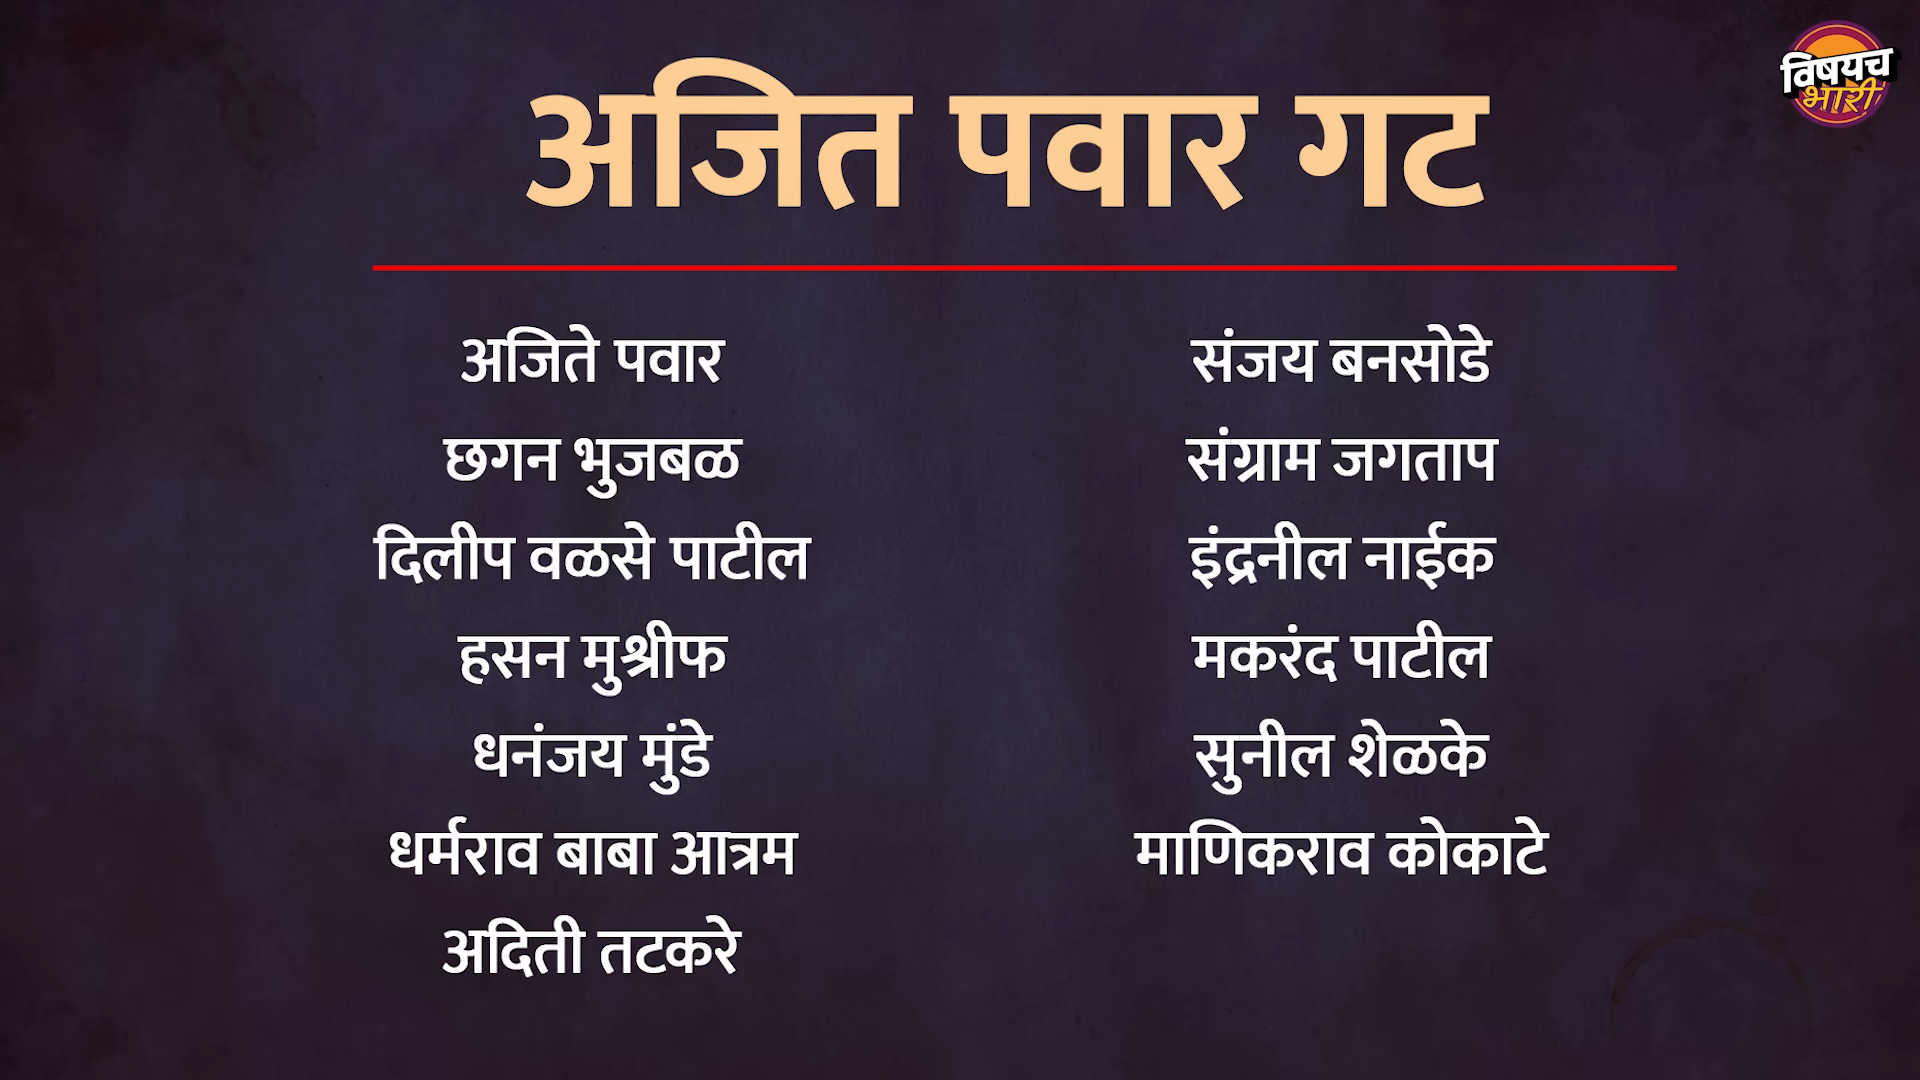 विषयच
भारी
अजित पवार गट
अजिते पवार
छगन भुजबळ
दिलीप वळसे पाटील
हसन मुश्रीफ
धनंजय मुंडे
धर्मराव बाबा आत्रम
अदिती तटकरे
संजय बनसोडे
संग्राम जगताप
इंद्रनील नाईक
मकरंद पाटील
सुनील शेळके
माणिकराव कोकाटे